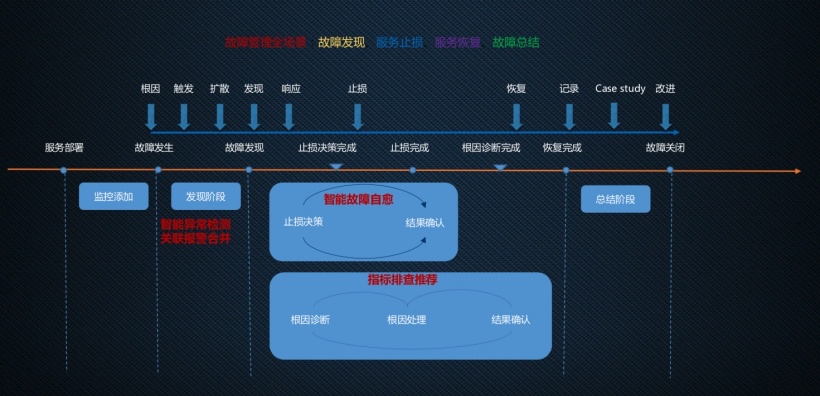 故障管理全场景 故障发现 服务止损 服务恢复 故障总结
根因 触发 扩散 发现 响应 止损 恢复 记录 Case study 改进
服务部署 故障发生 故障发现 止损决策完成 止损完成 根因诊断完成 恢复完成 故障关闭
监控添加 发现阶段 总结阶段
智能异常检测
关联报警合并
智能故障自愈
止损决策 结果确认
指标排查推荐
根因诊断 根因处理 结果确认